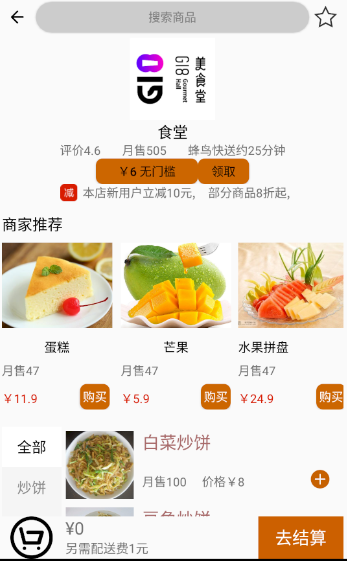 搜索商品
G18
Gourmet
Hall
美食堂
食堂
评价4.6 月售505 蜂鸟快送约25分钟
￥6 无门槛 领取
减 本店新用户立减10元, 部分商品8折起,
商家推荐
蛋糕 芒果 水果拼盘
月售47 月售47 月售47
￥11.9 购买 ￥5.9 购买 ￥24.9 购买
全部
白菜炒饼
炒饼
月售100 价格￥8
¥0
另需配送费1元
去结算